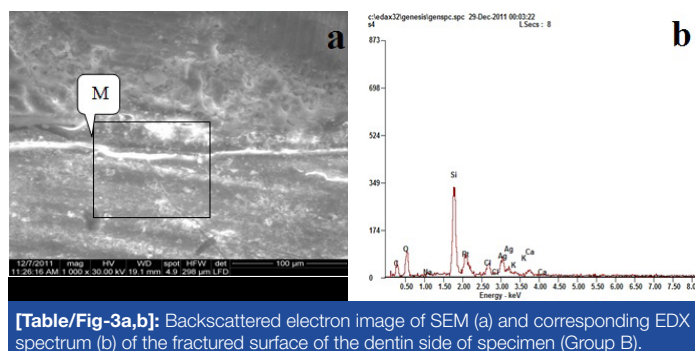 a
M
12/7/2011 mag HV WD spot HFW det 100 µm
11:26:16 AM 1 000 x 30.00 kV 19.1 mm 4.9 298 µm LFD
c:\edax32\genesis\genspc.spc 29-Dec-2011 00:03:22
s4 LSecs : 8
b
873
698
524
349
174
0
Si
O
C
Na
Cl
Cl
Ag
Ag
K
K
Ca
Ca
0.50 1.00 1.50 2.00 2.50 3.00 3.50 4.00 4.50 5.00 5.50 6.00 6.50 7.00 7.50 8.0
Energy - keV
[Table/Fig-3a,b]: Backscattered electron image of SEM (a) and corresponding EDX
spectrum (b) of the fractured surface of the dentin side of specimen (Group B).